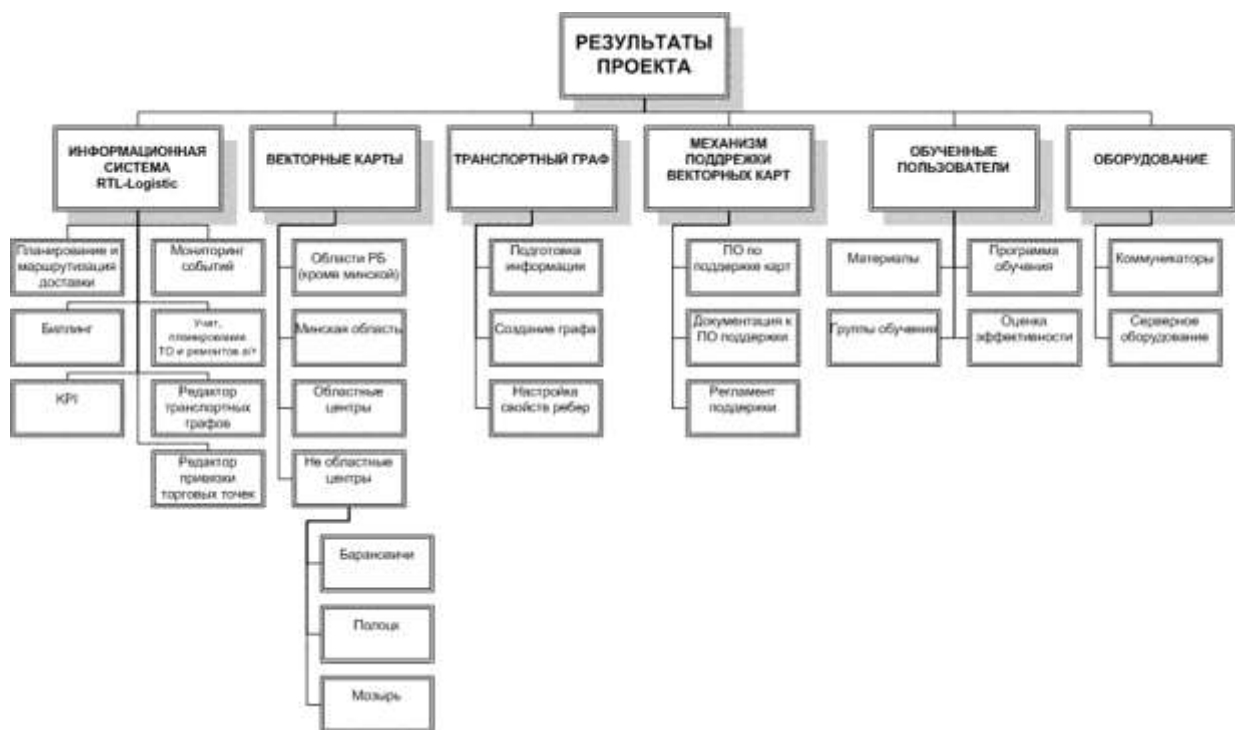 РЕЗУЛЬТАТЫ
ПРОЕКТА
ИНФОРМАЦИОННАЯ
СИСТЕМА
RTL-Logistic
ВЕКТОРНЫЕ КАРТЫ
ТРАНСПОРТНЫЙ ГРАФ
МЕХАНИЗМ
ПОДДРЕЖКИ
ВЕКТОРНЫХ КАРТ
ОБУЧЕННЫЕ
ПОЛЬЗОВАТЕЛИ
ОБОРУДОВАНИЕ
Планирование и
маршрутизация
доставки
Мониторинг
событий
Биллинг
Учет,
планирование
ТО и ремонтов а/т
KPI
Редактор
транспортных
графов
Редактор
привязки
торговых точек
Области РБ
(кроме минской)
Минская область
Областные
центры
Не областные
центры
Барановичи
Полоцк
Мозырь
Подготовка
информации
Создание графа
Настройка
свойств ребер
ПО по
поддержке карт
Документация к
ПО поддержки
Регламент
поддержки
Материалы
Программа
обучения
Группы обучения
Оценка
эффективности
Коммуникаторы
Серверное
оборудование